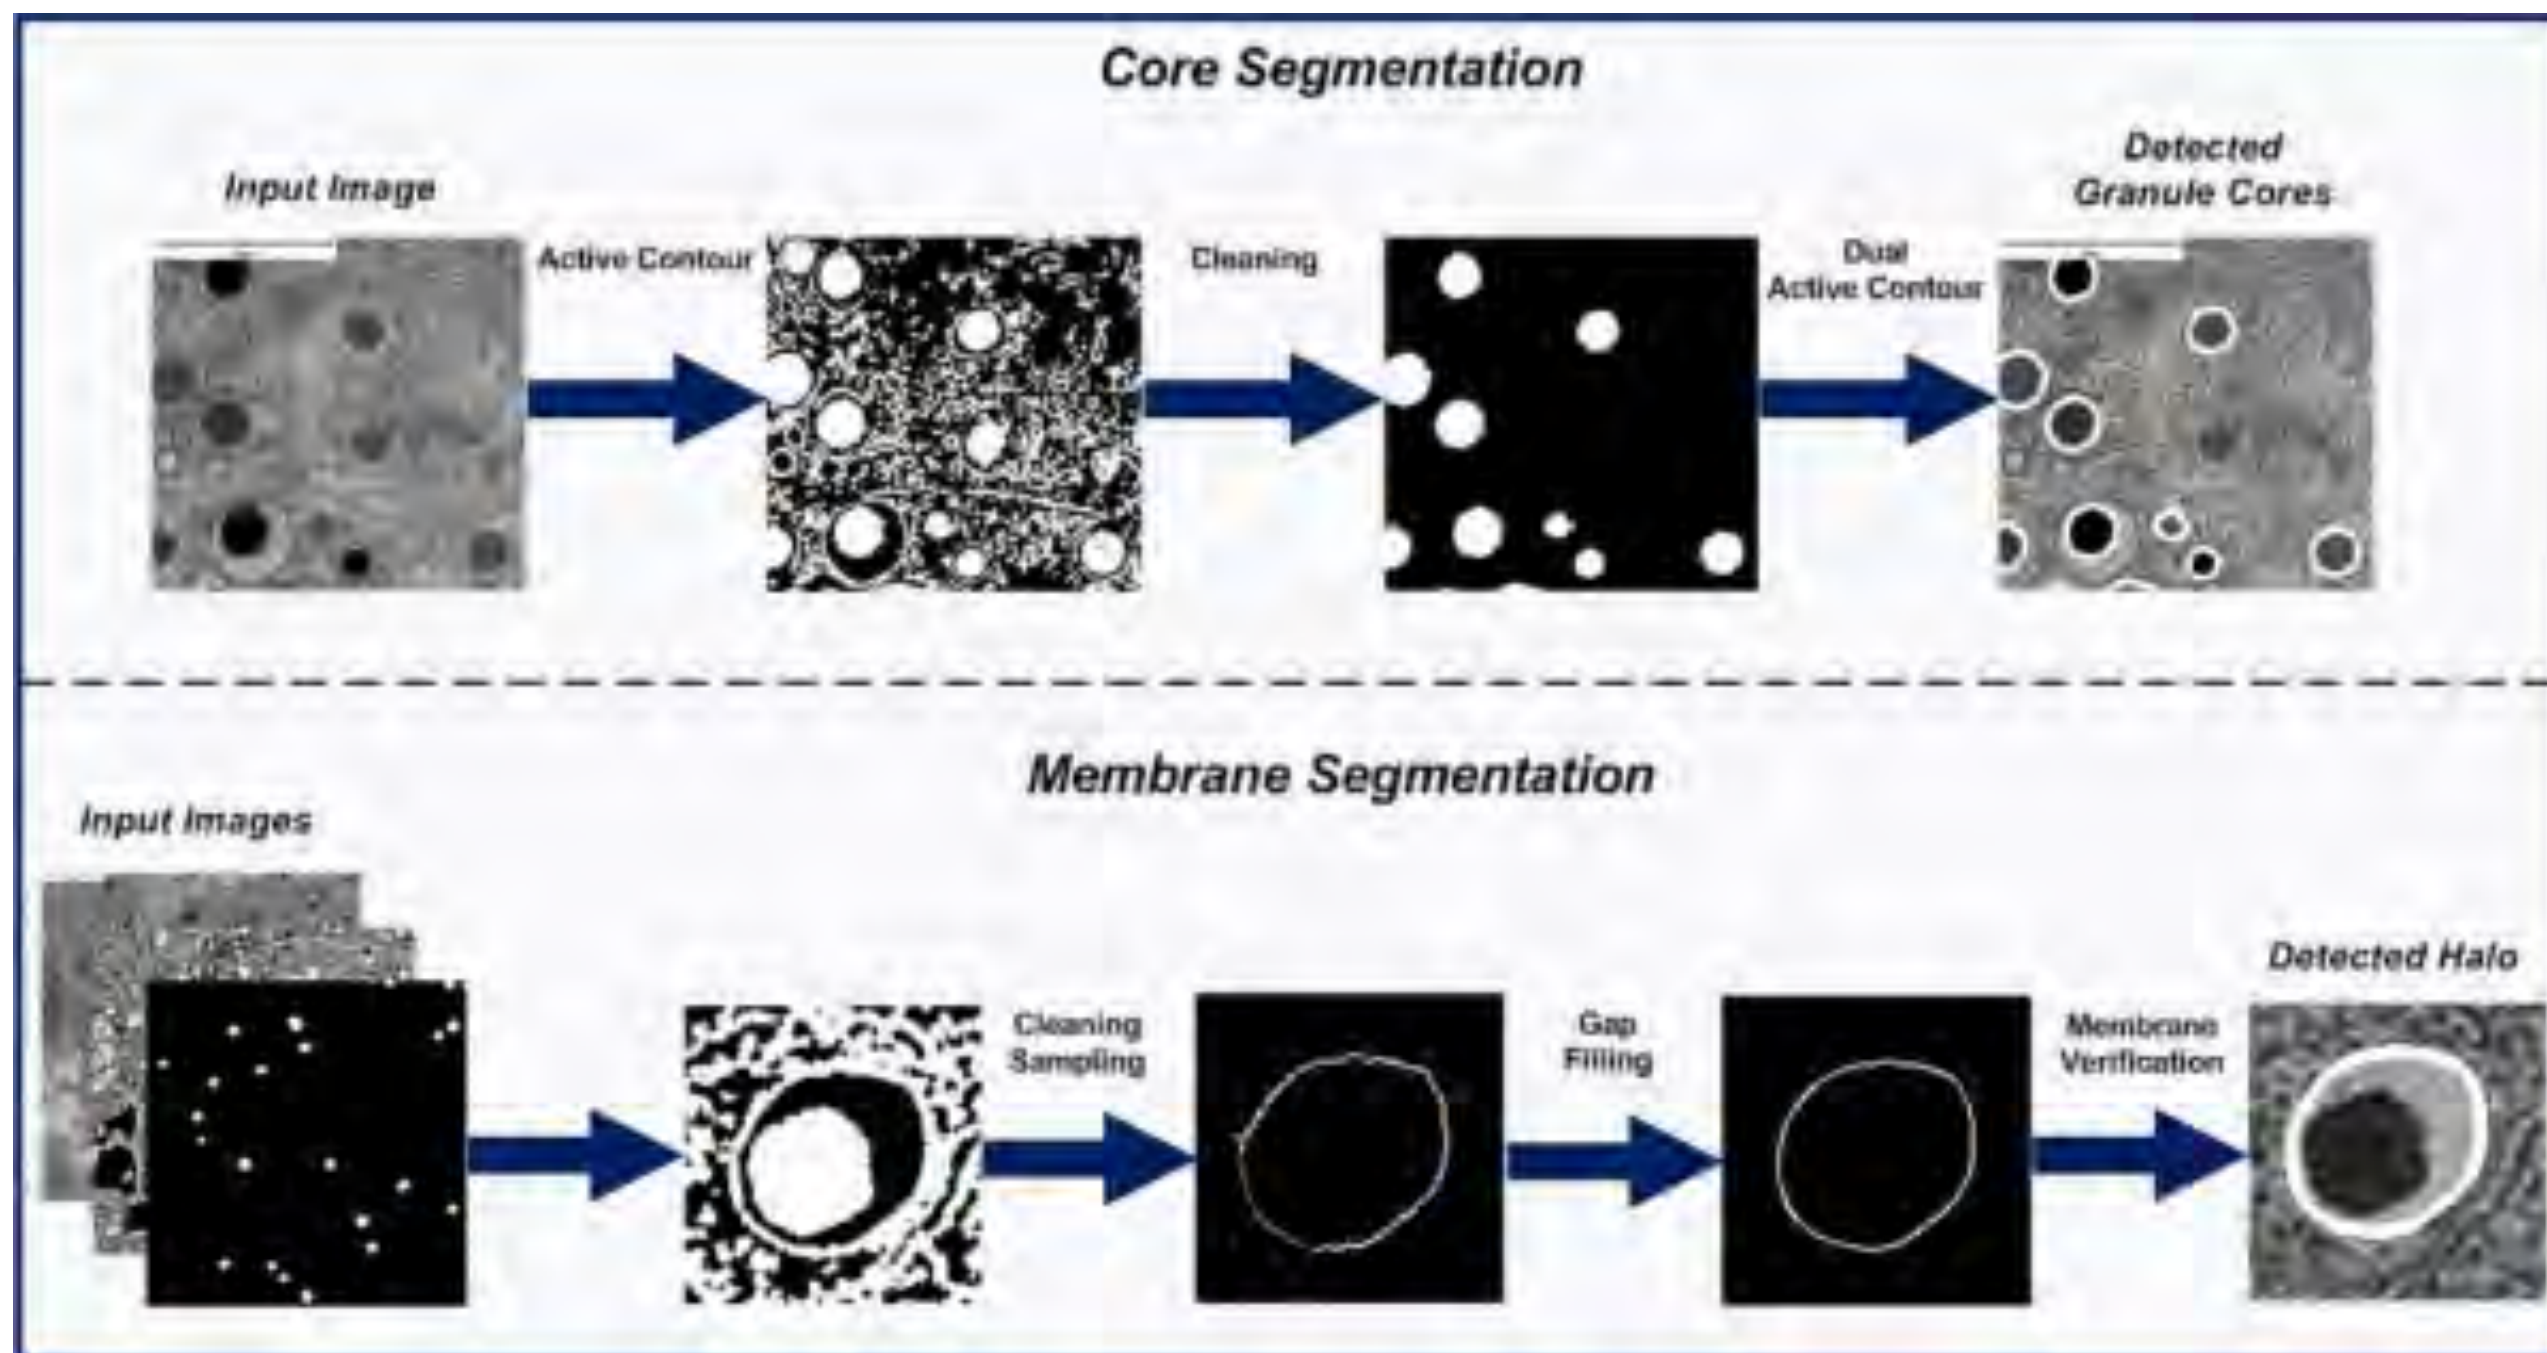 Core Segmentation
Input Image
Active Contour
Cleaning
Dual
Active Contour
Detected
Granule Cores
Membrane Segmentation
Input Images
Cleaning
Sampling
Gap
Filling
Membrane
Verification
Detected Halo